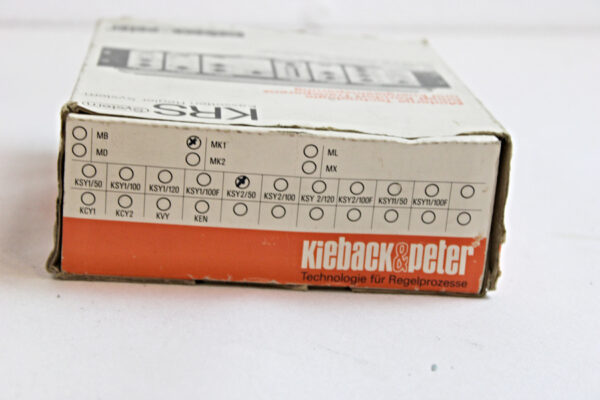 KRS (System)
MB MK1 ML
MD MK2 MX
KSY1/50 KSY1/100 KSY1/120 KSY1/100F KSY2/50 KSY2/100 KSY 2/120 KSY2/100F KSY11/50 KSY11/100F
KCY1 KCY2 KVY KEN
Kieback&peter
Technologie für Regelprozesse